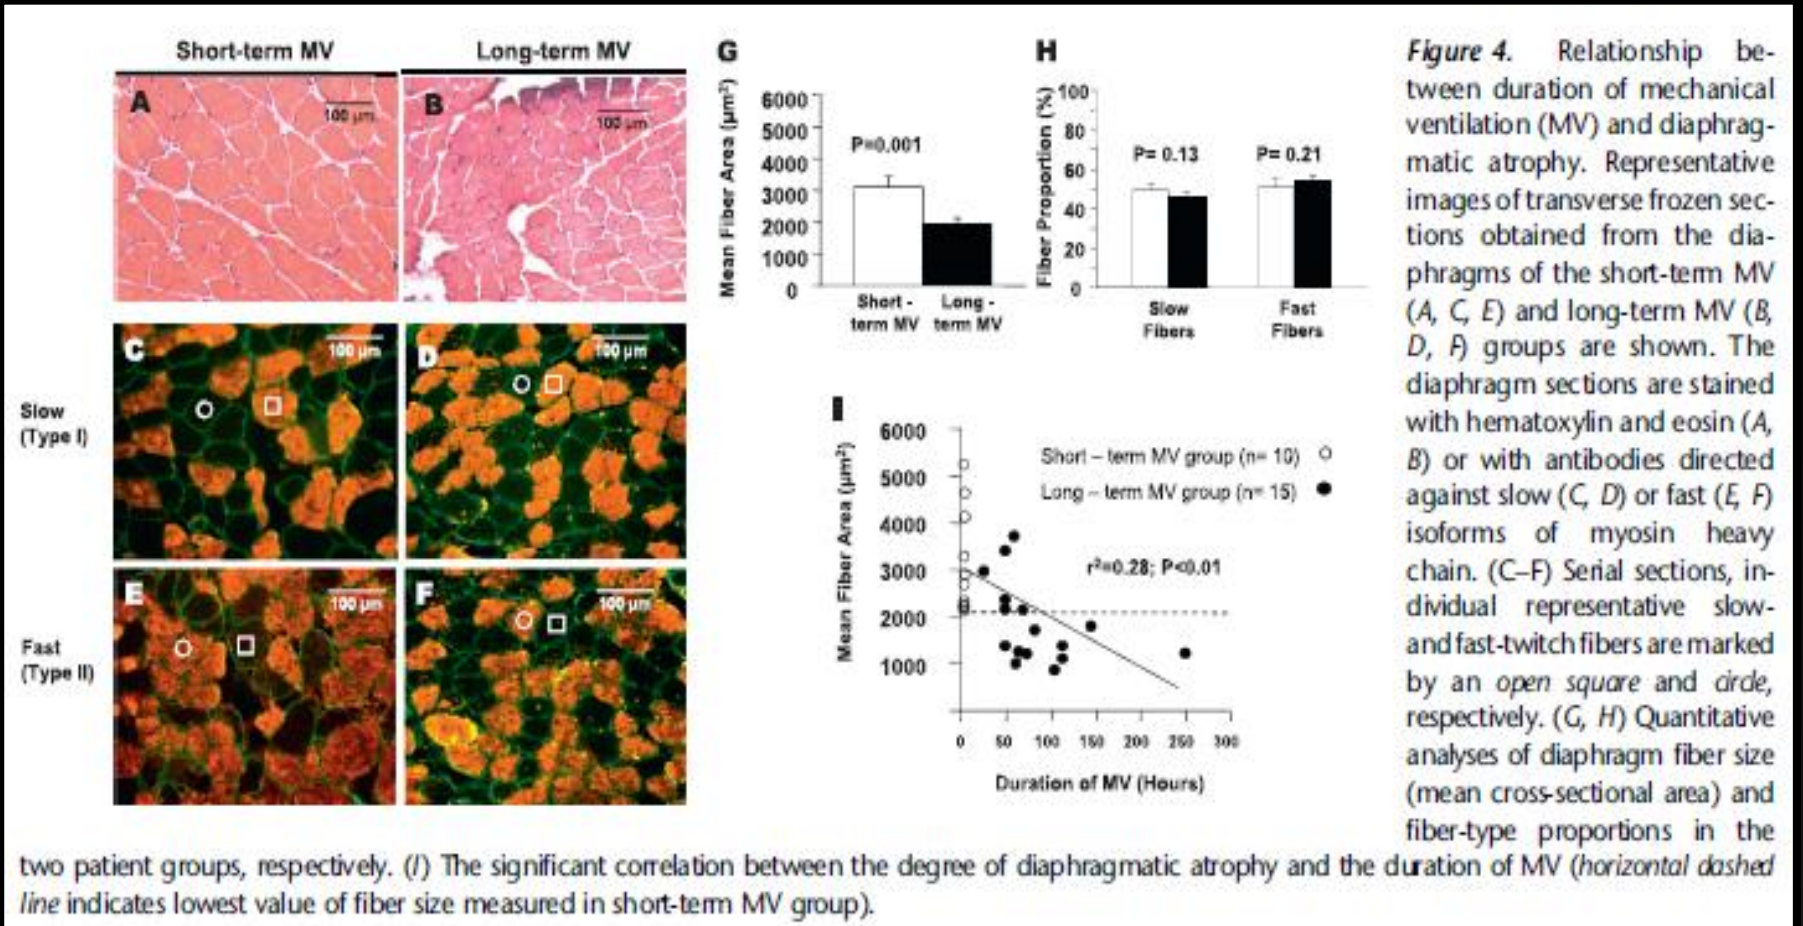 Short-term MV
Long-term MV
A
100 µm
B
100 µm
C
100 µm
D
100 µm
Slow
(Type I)
E
100 µm
F
100 µm
Fast
(Type II)
G
Mean Fiber Area (µm²)
6000
5000
4000
3000
2000
1000
0
P=0.001
Short -
term MV
Long -
term MV
H
Fiber Proportion (%)
100
80
60
40
20
0
P= 0.13
P= 0.21
Slow
Fibers
Fast
Fibers
I
Mean Fiber Area (µm²)
6000
5000
4000
3000
2000
1000
Short – term MV group (n= 10)
Long – term MV group (n= 15)
r²=0.28; P<0.01
0 50 100 150 200 250 300
Duration of MV (Hours)
Figure 4. Relationship be-
tween duration of mechanical
ventilation (MV) and diaphrag-
matic atrophy. Representative
images of transverse frozen sec-
tions obtained from the dia-
phragms of the short-term MV
(A, C, E) and long-term MV (B,
D, F) groups are shown. The
diaphragm sections are stained
with hematoxylin and eosin (A,
B) or with antibodies directed
against slow (C, D) or fast (E, F)
isoforms of myosin heavy
chain. (C–F) Serial sections, in-
dividual representative slow-
and fast-twitch fibers are marked
by an open square and circle,
respectively. (G, H) Quantitative
analyses of diaphragm fiber size
(mean cross-sectional area) and
fiber-type proportions in the
two patient groups, respectively. (I) The significant correlation between the degree of diaphragmatic atrophy and the duration of MV (horizontal dashed
line indicates lowest value of fiber size measured in short-term MV group).